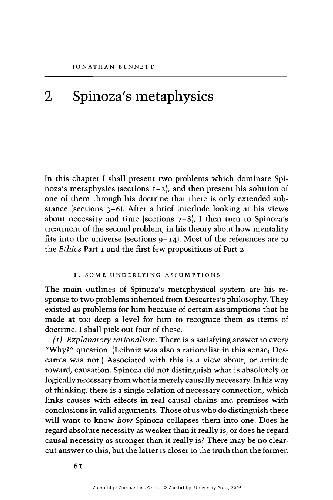 JONATHAN BENNETT
2 Spinoza's metaphysics
In this chapter I shall present two problems which dominate Spi-
noza's metaphysics (sections 1–2), and then present his solution of
one of them through his doctrine that there is only extended sub-
stance (sections 3–6). After a brief interlude looking at his views
about necessity and time (sections 7–8), I then turn to Spinoza's
treatment of the second problem, in his theory about how mentality
fits into the universe (sections 9–14). Most of the references are to
the Ethics Part 1 and the first few propositions of Part 2.
1. SOME UNDERLYING ASSUMPTIONS
The main outlines of Spinoza's metaphysical system are his re-
sponse to two problems inherited from Descartes's philosophy. They
existed as problems for him because of certain assumptions that he
made at too deep a level for him to recognize them as items of
doctrine. I shall pick out four of these.
(1) Explanatory rationalism. There is a satisfying answer to every
"Why?" question. (Leibniz was also a rationalist in this sense; Des-
cartes was not.) Associated with this is a view about, or attitude
toward, causation. Spinoza did not distinguish what is absolutely or
logically necessary from what is merely causally necessary. In his way
of thinking, there is a single relation of necessary connection, which
links causes with effects in real causal chains and premises with
conclusions in valid arguments. Those of us who do distinguish these
will want to know how Spinoza collapses them into one. Does he
regard absolute necessity as weaker than it really is, or does he regard
causal necessity as stronger than it really is? There may be no clear-
cut answer to this, but the latter is closer to the truth than the former.
61